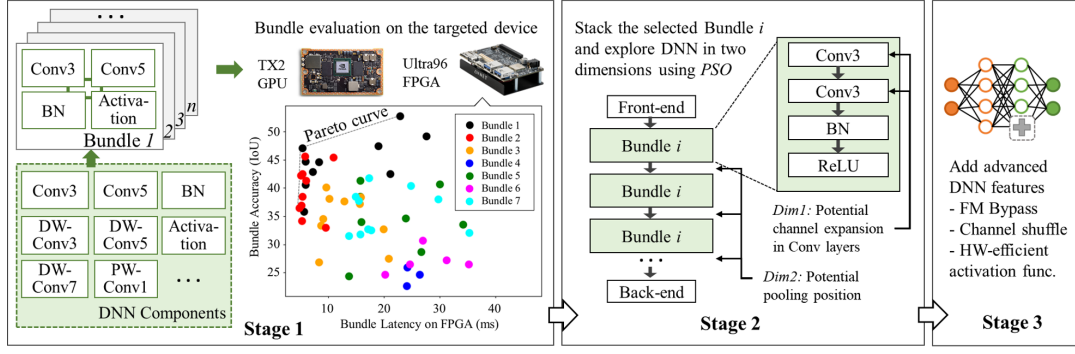 • • •
Conv3
Conv5
BN
Activa-
tion
Bundle 1
2
3
n
Conv3
Conv5
BN
DW-
Conv3
DW-
Conv5
Activa-
tion
DW-
Conv7
PW-
Conv1
• • •
DNN Components
Bundle evaluation on the targeted device
TX2
GPU
Ultra96
FPGA
Pareto curve
Bundle 1
Bundle 2
Bundle 3
Bundle 4
Bundle 5
Bundle 6
Bundle 7
Bundle Accuracy (IoU)
50
45
40
35
30
25
0
10
20
30
40
Bundle Latency on FPGA (ms)
Stage 1
Stack the selected Bundle i
and explore DNN in two
dimensions using PSO
Front-end
Bundle i
Bundle i
Bundle i
• • •
Back-end
Conv3
Conv3
BN
ReLU
Dim1: Potential
channel expansion
in Conv layers
Dim2: Potential
pooling position
Stage 2
Add advanced
DNN features
- FM Bypass
- Channel shuffle
- HW-efficient
activation func.
Stage 3